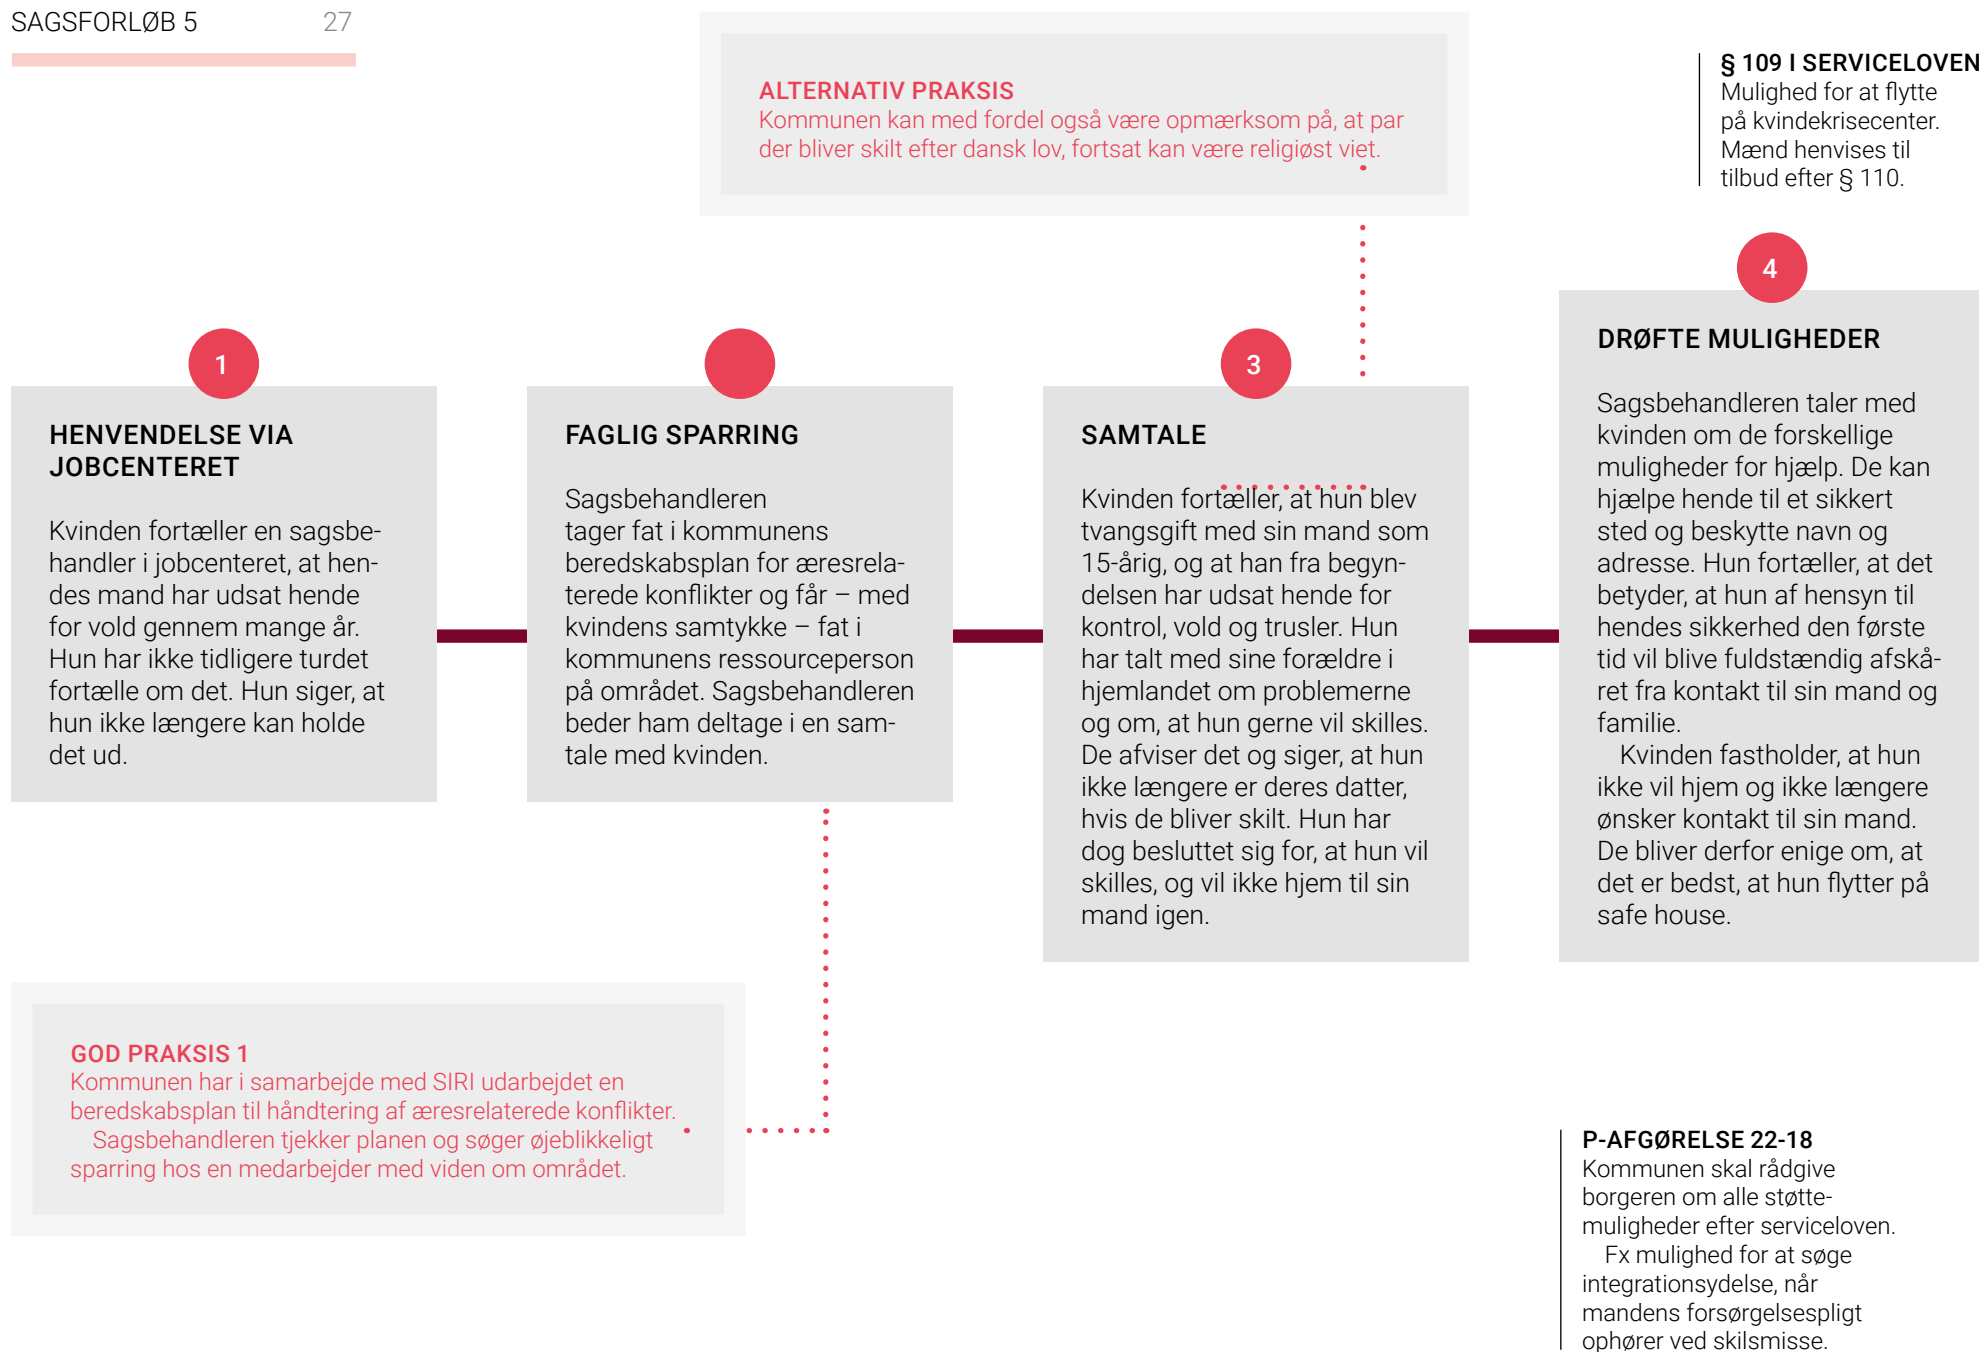 SAGSFORLØB 5 27
ALTERNATIV PRAKSIS
Kommunen kan med fordel også være opmærksom på, at par
der bliver skilt efter dansk lov, fortsat kan være religiøst viet.
§ 109 I SERVICELOVEN
Mulighed for at flytte
på kvindekrisecenter.
Mænd henvises til
tilbud efter § 110.
1
HENVENDELSE VIA
JOBCENTERET
Kvinden fortæller en sagsbe-
handler i jobcenteret, at hen-
des mand har udsat hende
for vold gennem mange år.
Hun har ikke tidligere turdet
fortælle om det. Hun siger, at
hun ikke længere kan holde
det ud.
FAGLIG SPARRING
Sagsbehandleren
tager fat i kommunens
beredskabsplan for æresrela-
terede konflikter og får – med
kvindens samtykke – fat i
kommunens ressourceperson
på området. Sagsbehandleren
beder ham deltage i en sam-
tale med kvinden.
3
SAMTALE
Kvinden fortæller, at hun blev
tvangsgift med sin mand som
15-årig, og at han fra begyn-
delsen har udsat hende for
kontrol, vold og trusler. Hun
har talt med sine forældre i
hjemlandet om problemerne
og om, at hun gerne vil skilles.
De afviser det og siger, at hun
ikke længere er deres datter,
hvis de bliver skilt. Hun har
dog besluttet sig for, at hun vil
skilles, og vil ikke hjem til sin
mand igen.
4
DRØFTE MULIGHEDER
Sagsbehandleren taler med
kvinden om de forskellige
muligheder for hjælp. De kan
hjælpe hende til et sikkert
sted og beskytte navn og
adresse. Hun fortæller, at det
betyder, at hun af hensyn til
hendes sikkerhed den første
tid vil blive fuldstændig afskå-
ret fra kontakt til sin mand og
familie.
Kvinden fastholder, at hun
ikke vil hjem og ikke længere
ønsker kontakt til sin mand.
De bliver derfor enige om, at
det er bedst, at hun flytter på
safe house.
GOD PRAKSIS 1
Kommunen har i samarbejde med SIRI udarbejdet en
beredskabsplan til håndtering af æresrelaterede konflikter.
Sagsbehandleren tjekker planen og søger øjeblikkeligt
sparring hos en medarbejder med viden om området.
P-AFGØRELSE 22-18
Kommunen skal rådgive
borgeren om alle støtte-
muligheder efter serviceloven.
Fx mulighed for at søge
integrationsydelse, når
mandens forsørgelsespligt
ophører ved skilsmisse.